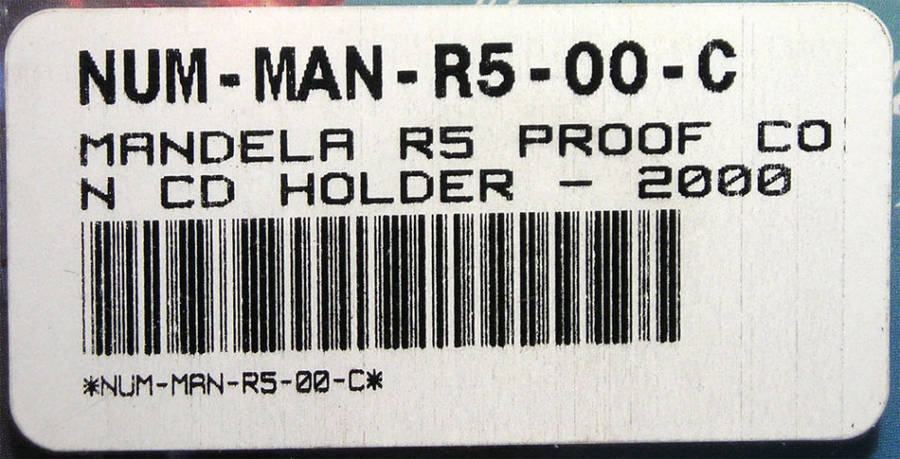 NUM-MAN-R5-00-C
MANDELA R5 PROOF CO
N CD HOLDER - 2000
*NUM-MAN-R5-00-C*